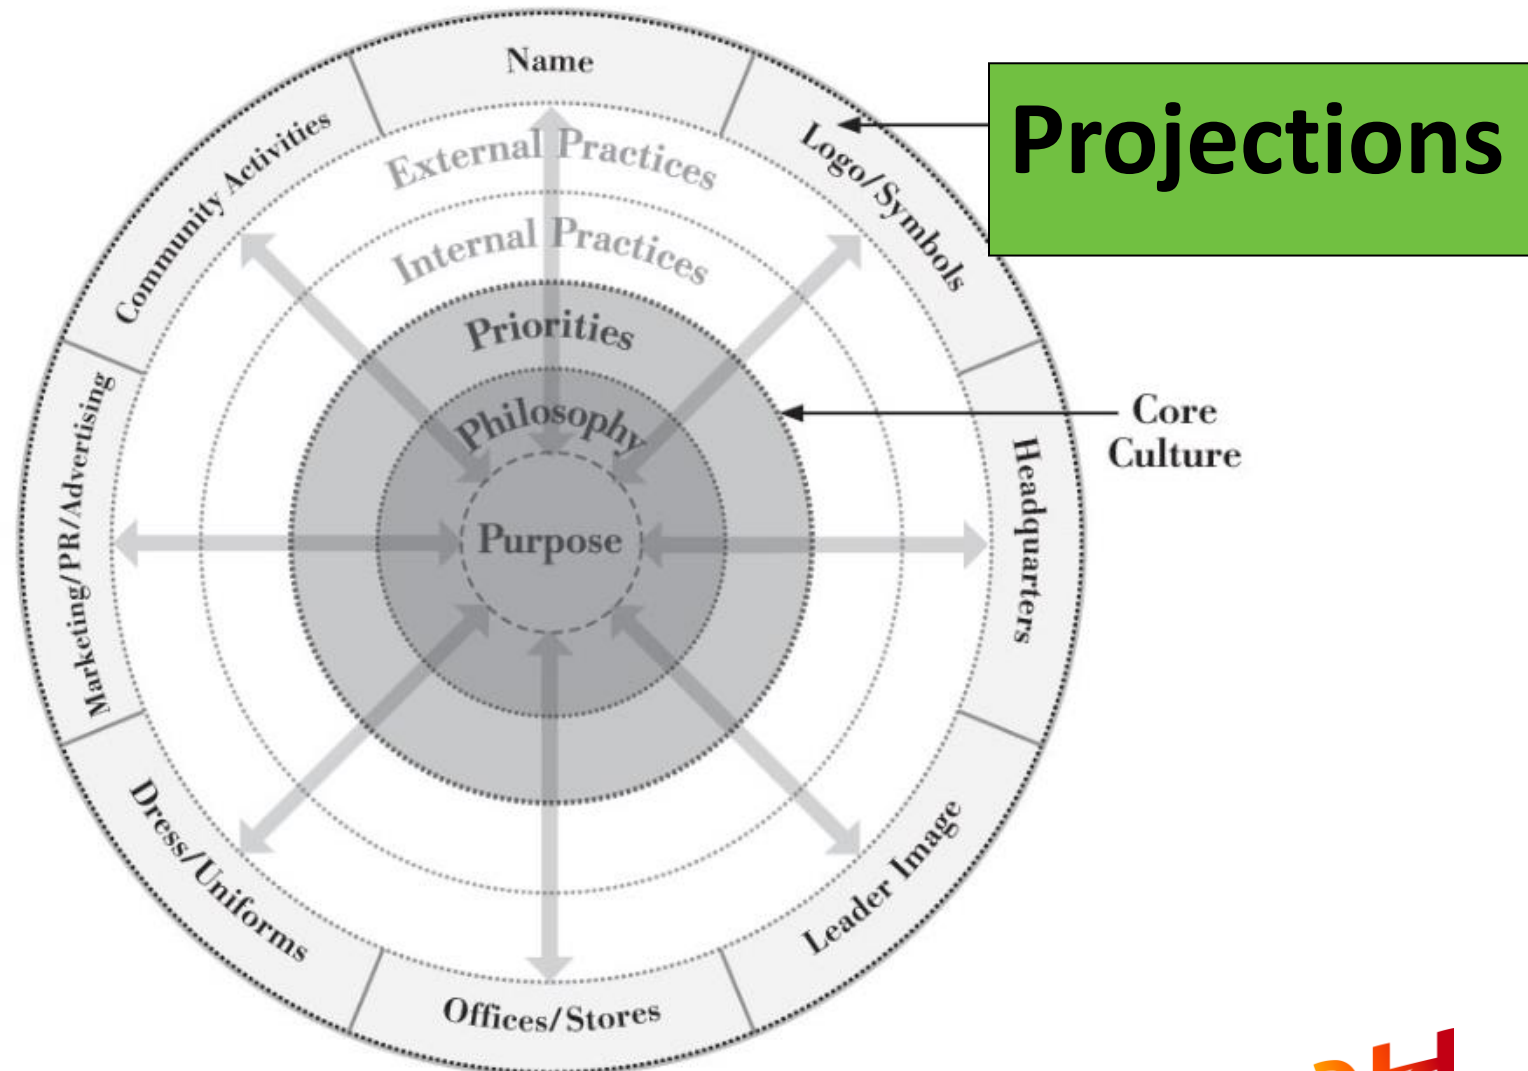 Name
Projections
Community Activities
External Practices
Logo/Symbols
Internal Practices
Priorities
Philosophy
Core
Culture
Marketing/PR/Advertising
Purpose
Headquarters
Dress/Uniforms
Leader Image
Offices/Stores